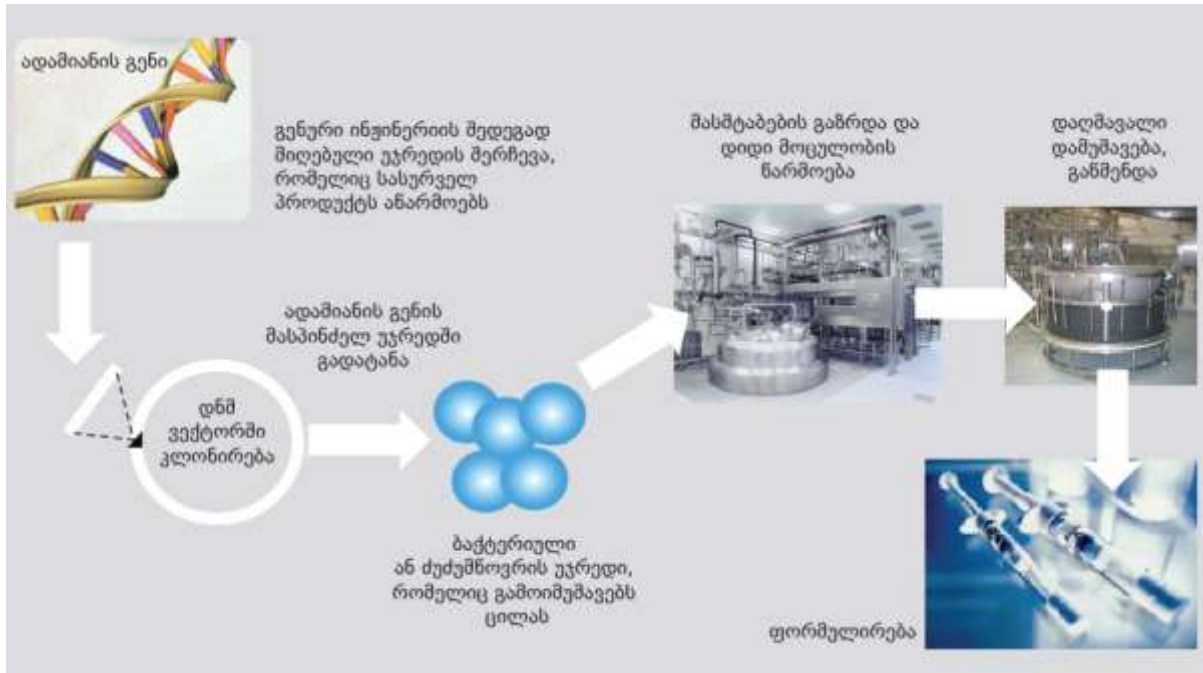 ადამიანის გენი
გენური ინჟინერიის შედეგად
მიღებული უჯრედის შერჩევა,
რომელიც სასურველ
პროდუქტს აწარმოებს
მასშტაბების გაზრდა და
დიდი მოცულობის
წარმოება
დაღმავალი
დამუშავება,
გაწმენდა
ადამიანის გენის
მასპინძელ უჯრედში
გადატანა
დნმ
ვექტორში
კლონირება
ბაქტერიული
ან ძუძუმწოვრის უჯრედი,
რომელიც გამოიმუშავებს
ცილას
ფორმულირება